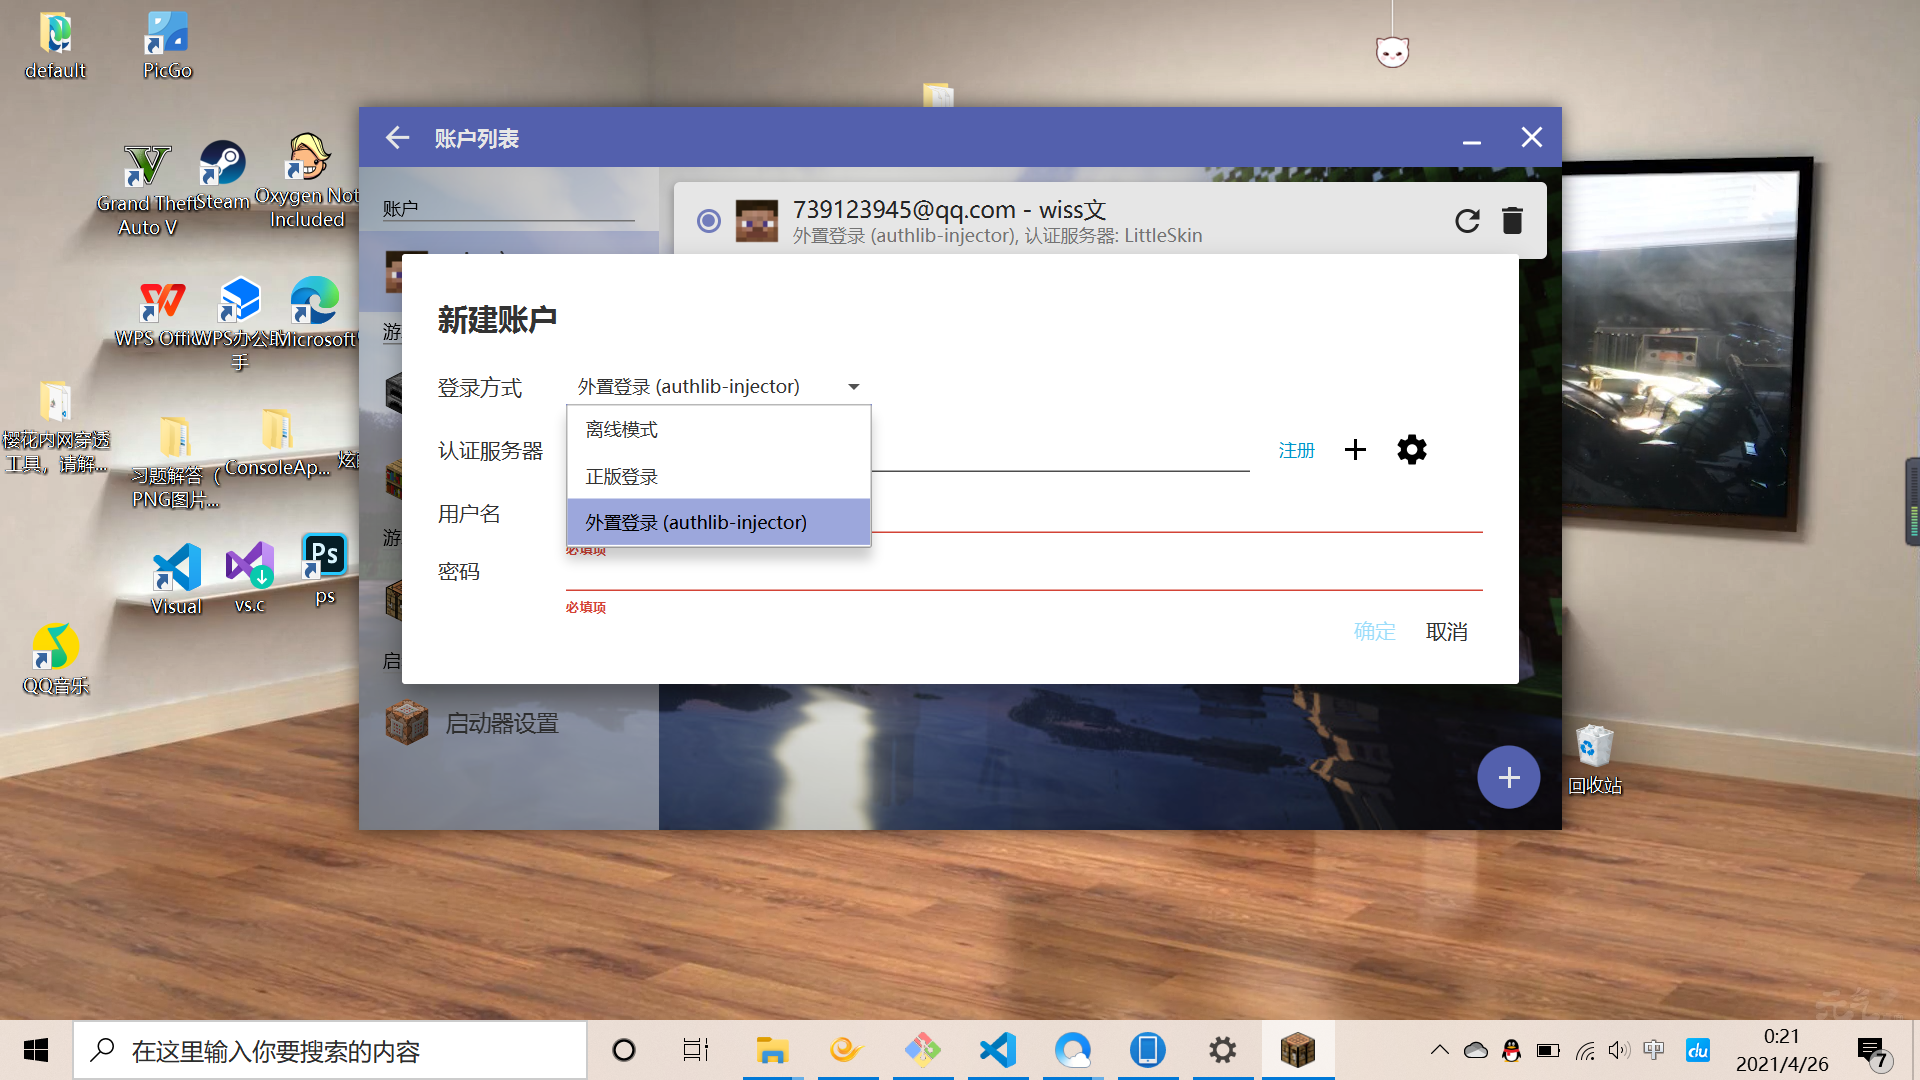 default
PicGo
Grand Theft
Auto V
Steam
Oxygen Not
Included
WPS Offic
WPS办公助
手
Microsoft
樱花内网穿透
工具，请解...
习题解答（
PNG图片...
ConsoleAp...
炫
Visual
vs.c
Ps
ps
QQ音乐
账户列表
账户
739123945@qq.com - wiss文
外置登录 (authlib-injector), 认证服务器: LittleSkin
游
游
启
启动器设置
新建账户
登录方式
外置登录 (authlib-injector)
离线模式
正版登录
外置登录 (authlib-injector)
认证服务器
注册
用户名
必填项
密码
必填项
确定
取消
回收站
在这里输入你要搜索的内容
中
du
0:21
2021/4/26
7